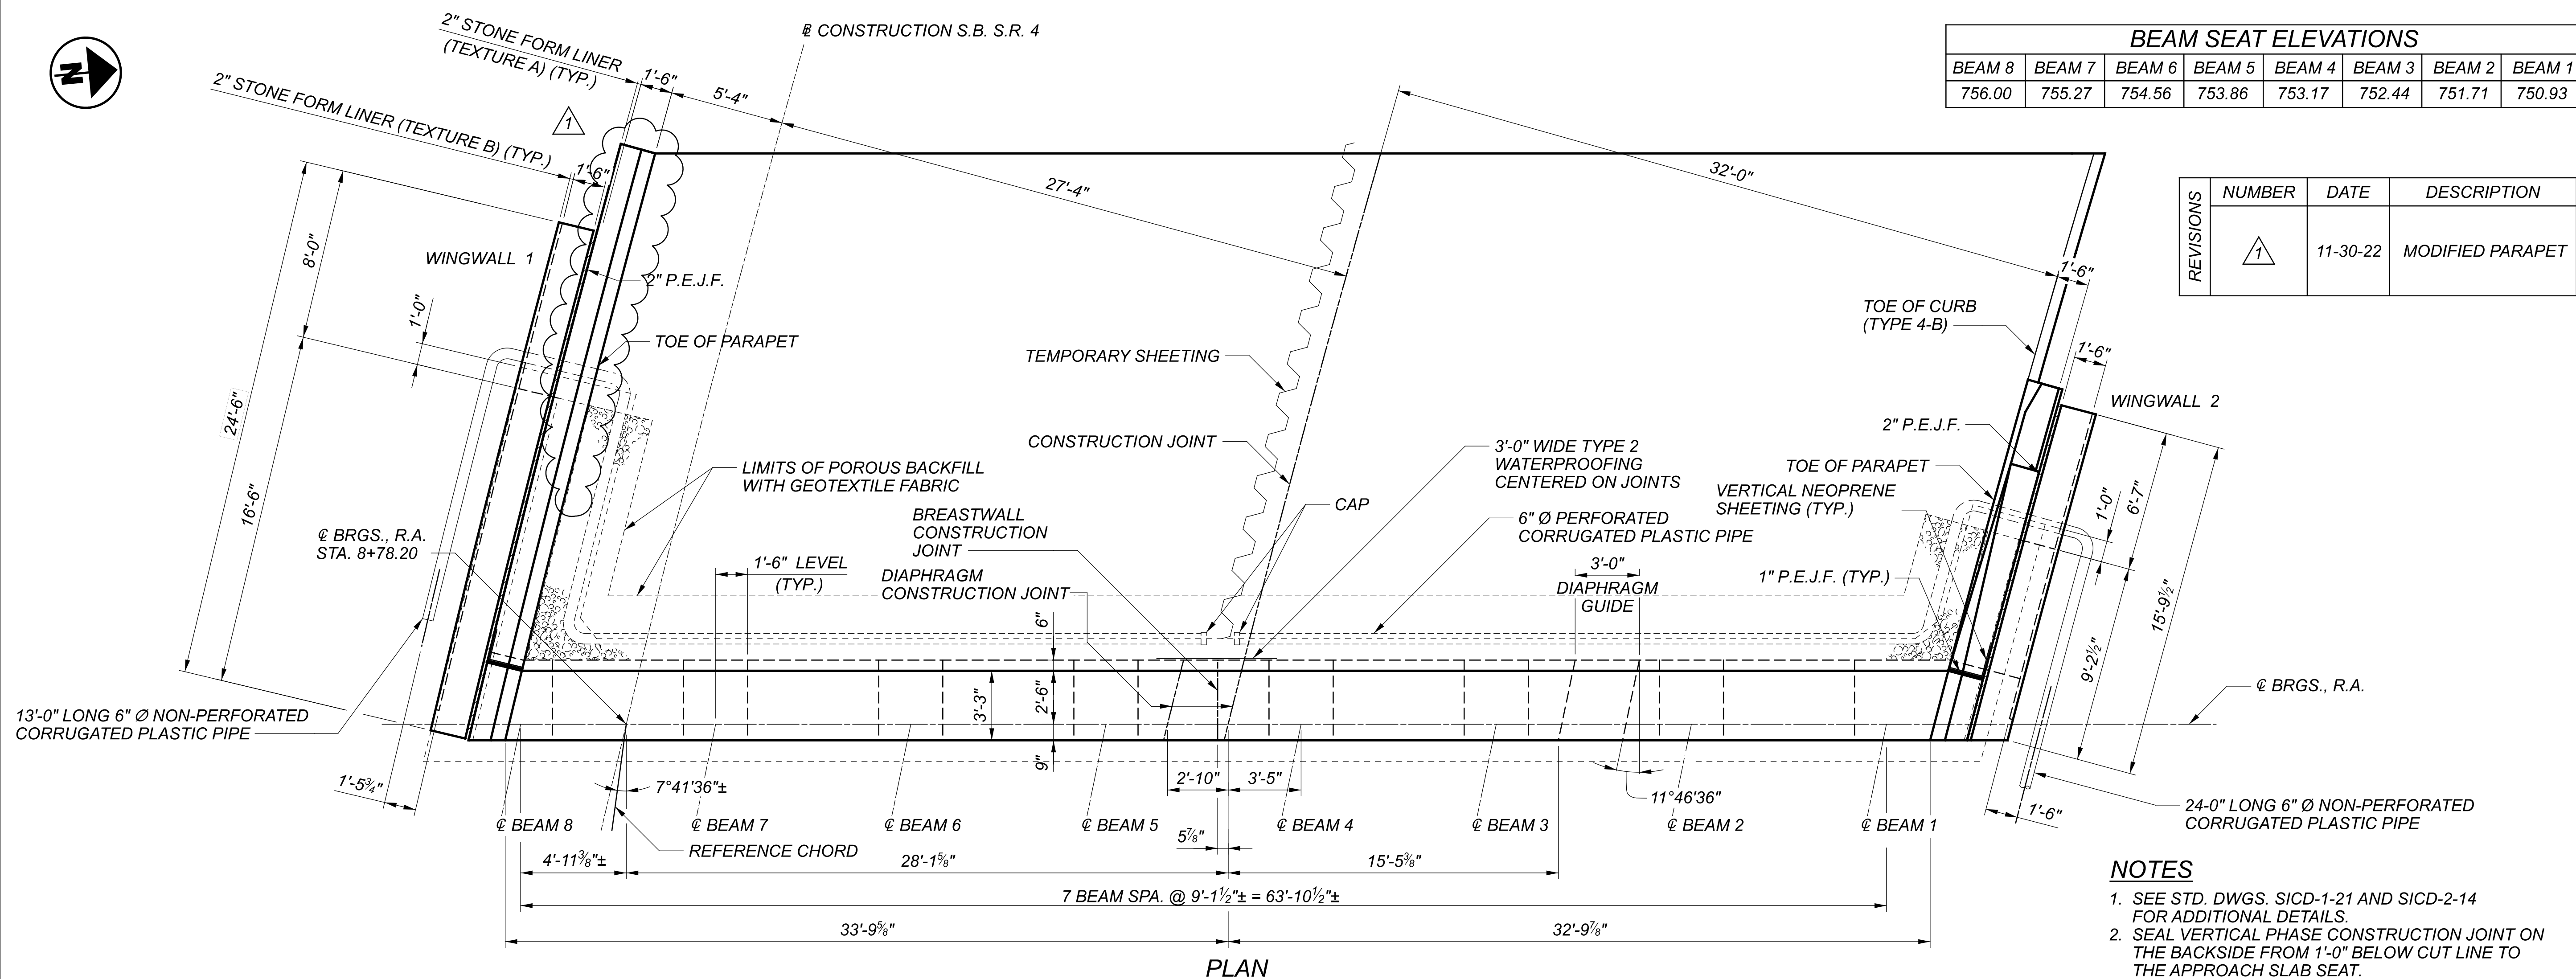 N
2" STONE FORM LINER
(TEXTURE A) (TYP.)
2" STONE FORM LINER (TEXTURE B) (TYP.)
1
1'-6"
1'-6"
5'-4"
℄ CONSTRUCTION S.B. S.R. 4
27'-4"
32'-0"
BEAM SEAT ELEVATIONS
BEAM 8 BEAM 7 BEAM 6 BEAM 5 BEAM 4 BEAM 3 BEAM 2 BEAM 1
756.00 755.27 754.56 753.86 753.17 752.44 751.71 750.93
REVISIONS
NUMBER DATE DESCRIPTION
1 11-30-22 MODIFIED PARAPET
8'-0"
1'-0"
24'-6"
16'-6"
WINGWALL 1
2" P.E.J.F.
TOE OF PARAPET
TEMPORARY SHEETING
CONSTRUCTION JOINT
LIMITS OF POROUS BACKFILL
WITH GEOTEXTILE FABRIC
℄ BRGS., R.A.
STA. 8+78.20
BREASTWALL
CONSTRUCTION
JOINT
DIAPHRAGM
CONSTRUCTION JOINT
1'-6" LEVEL
(TYP.)
CAP
3'-0" WIDE TYPE 2
WATERPROOFING
CENTERED ON JOINTS
6" Ø PERFORATED
CORRUGATED PLASTIC PIPE
3'-0"
DIAPHRAGM
GUIDE
TOE OF CURB
(TYPE 4-B)
1'-6"
1'-6"
WINGWALL 2
2" P.E.J.F.
TOE OF PARAPET
VERTICAL NEOPRENE
SHEETING (TYP.)
1" P.E.J.F. (TYP.)
1'-0"
6'-7"
9'-2½"
15'-9½"
℄ BRGS., R.A.
13'-0" LONG 6" Ø NON-PERFORATED
CORRUGATED PLASTIC PIPE
1'-5¾"
6"
3'-3"
2'-6"
9"
7°41'36"±
2'-10"
3'-5"
11°46'36"
1'-6"
24-0" LONG 6" Ø NON-PERFORATED
CORRUGATED PLASTIC PIPE
℄ BEAM 8
℄ BEAM 7
℄ BEAM 6
℄ BEAM 5
℄ BEAM 4
℄ BEAM 3
℄ BEAM 2
℄ BEAM 1
5⅞"
REFERENCE CHORD
4'-11⅜"±
28'-1⅝"
15'-5⅜"
7 BEAM SPA. @ 9'-1½"± = 63'-10½"±
33'-9⅝"
32'-9⅞"
PLAN
NOTES
1. SEE STD. DWGS. SICD-1-21 AND SICD-2-14
FOR ADDITIONAL DETAILS.
2. SEAL VERTICAL PHASE CONSTRUCTION JOINT ON
THE BACKSIDE FROM 1'-0" BELOW CUT LINE TO
THE APPROACH SLAB SEAT.